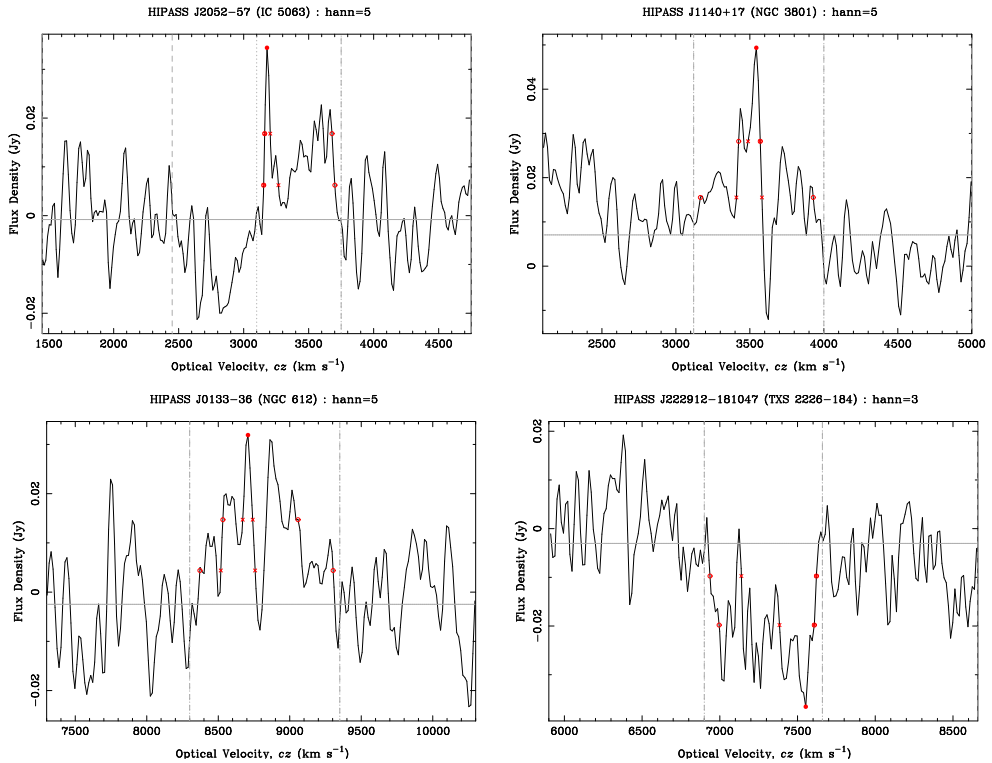 HIPASS J2052-57 (IC 5063) : hann=5
Flux Density (Jy)
0.02
0
−0.02
1500 2000 2500 3000 3500 4000 4500
Optical Velocity, cz (km s⁻¹)
HIPASS J1140+17 (NGC 3801) : hann=5
Flux Density (Jy)
0.04
0.02
0
2500 3000 3500 4000 4500 5000
Optical Velocity, cz (km s⁻¹)
HIPASS J0133-36 (NGC 612) : hann=5
Flux Density (Jy)
0.02
0
−0.02
7500 8000 8500 9000 9500 10000
Optical Velocity, cz (km s⁻¹)
HIPASS J222912-181047 (TXS 2226-184) : hann=3
Flux Density (Jy)
0.02
0
−0.02
6000 6500 7000 7500 8000 8500
Optical Velocity, cz (km s⁻¹)